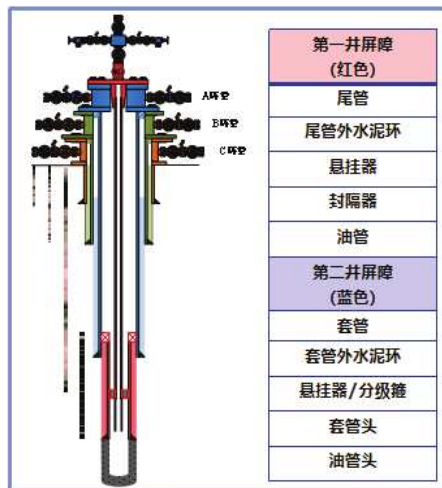 A环空
B环空
C环空
第一井屏障
(红色)
尾管
尾管外水泥环
悬挂器
封隔器
油管
第二井屏障
(蓝色)
套管
套管外水泥环
悬挂器/分级箍
套管头
油管头